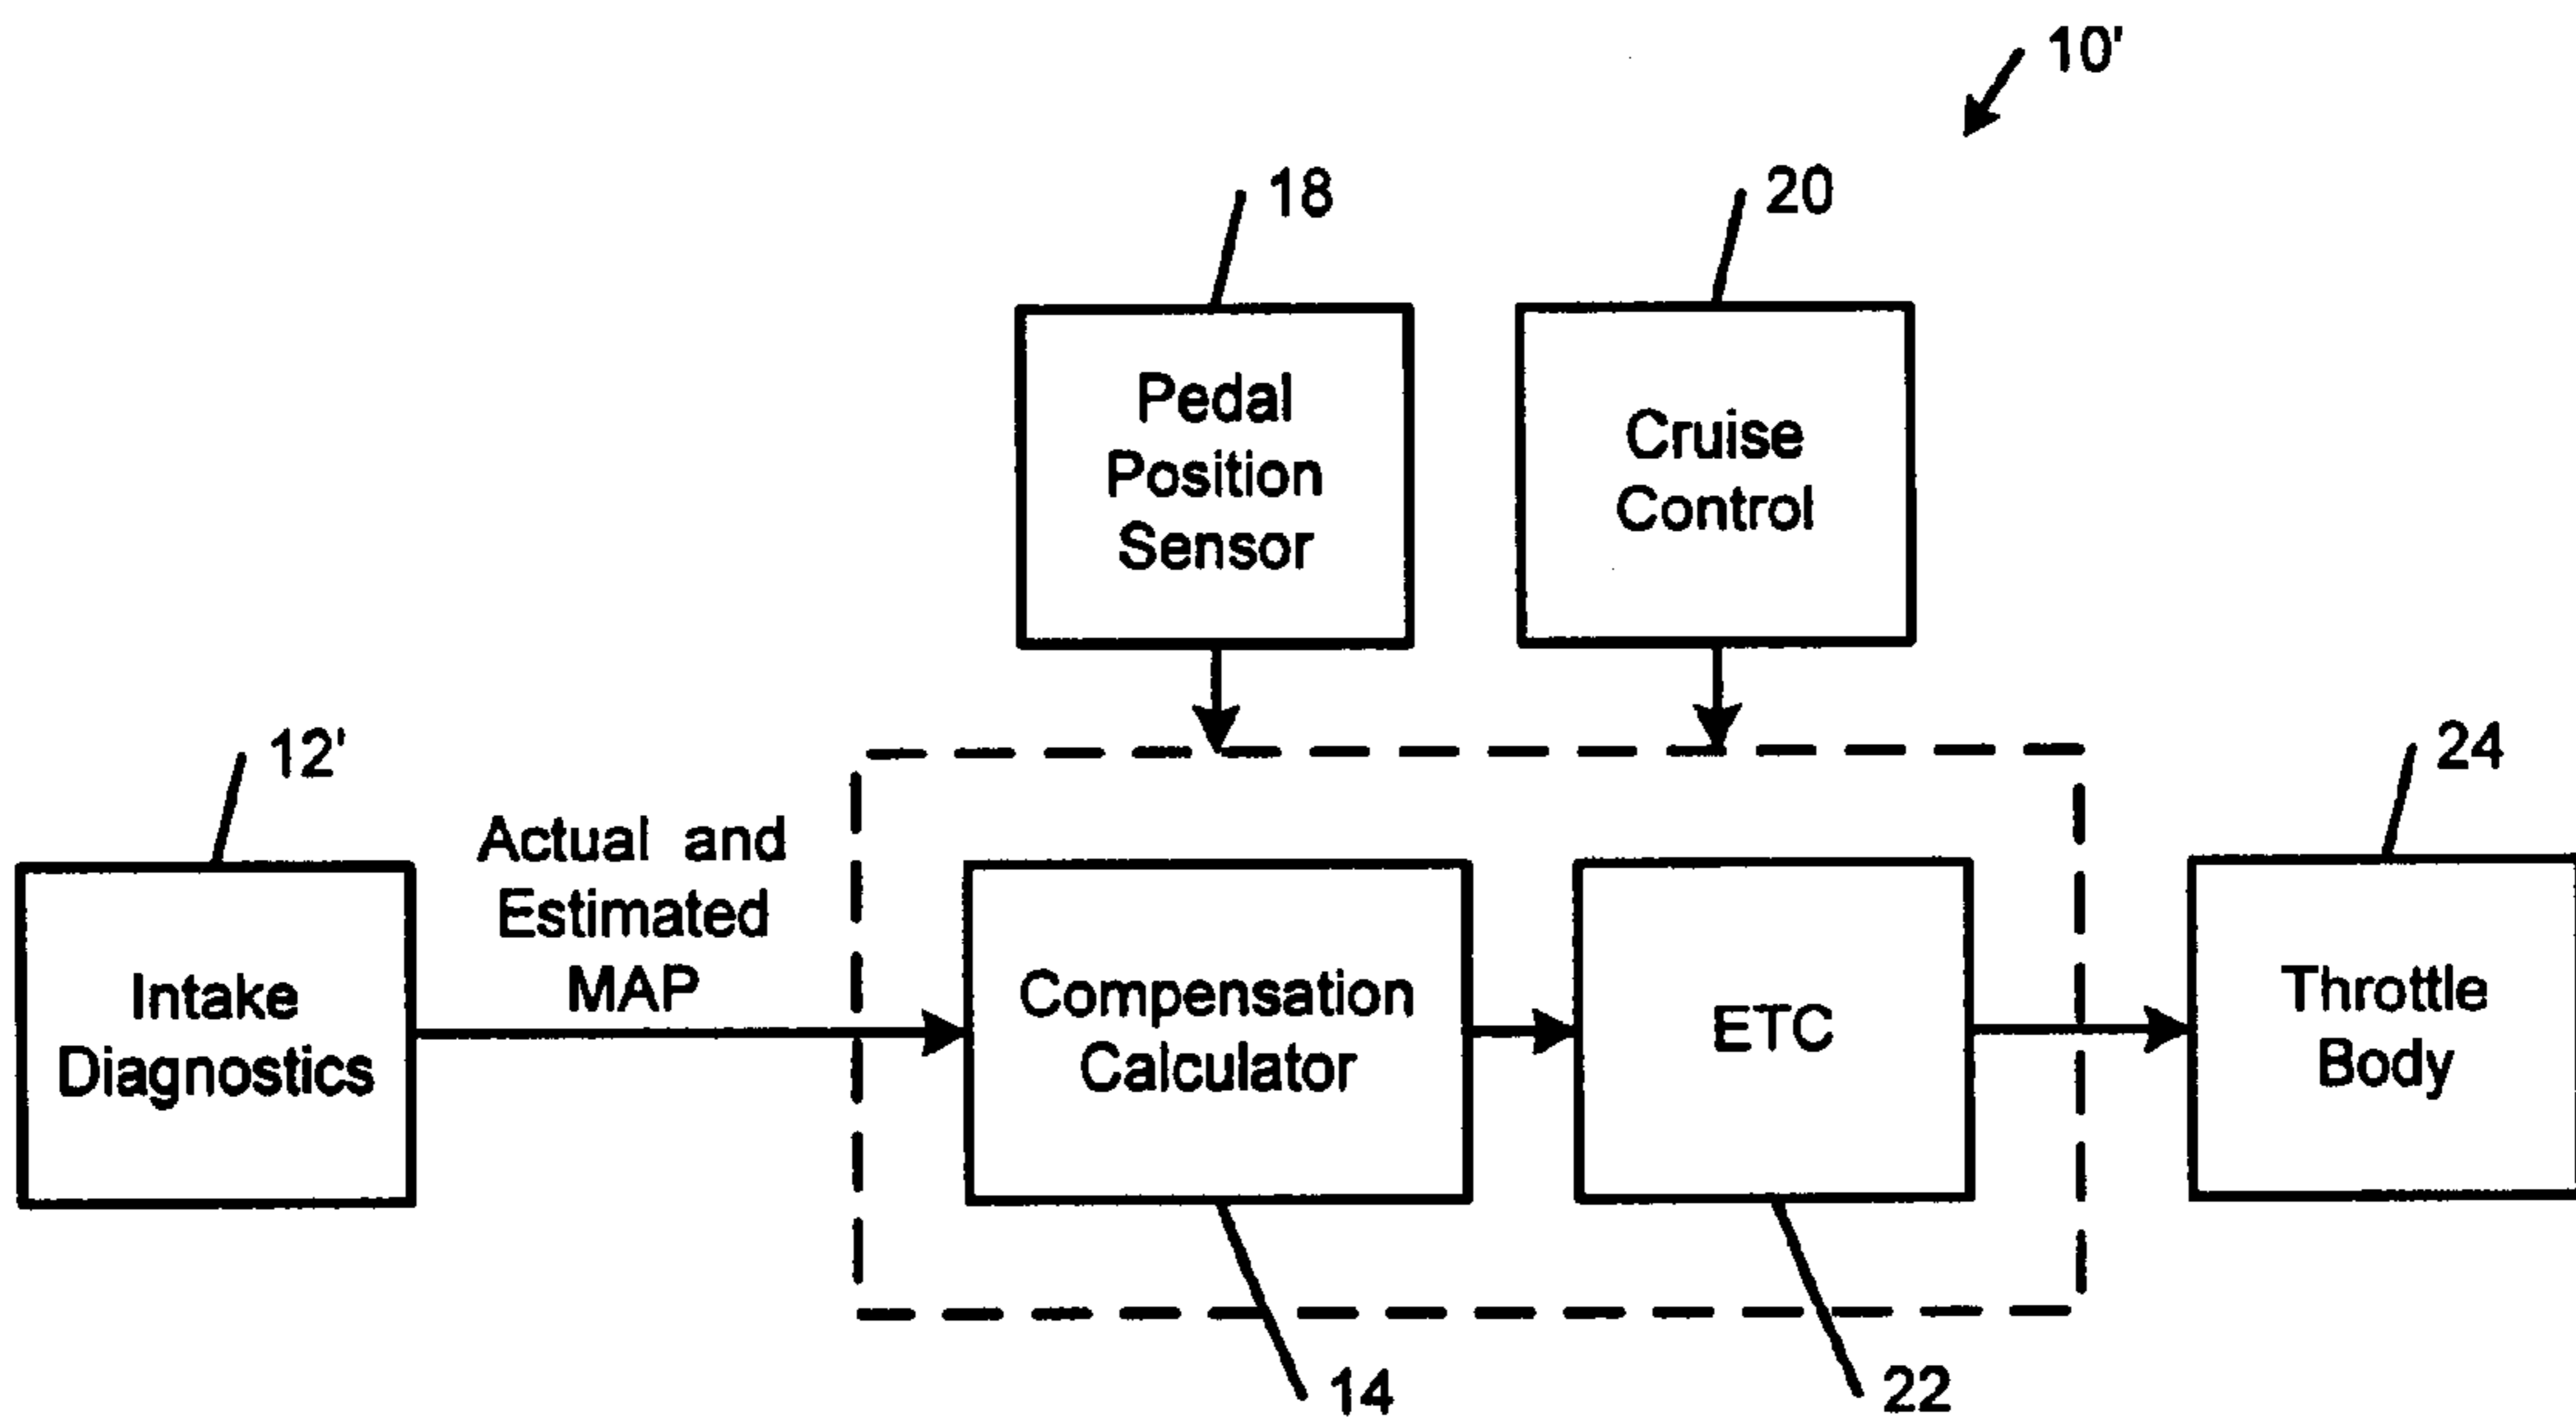 10'
18
20
Pedal
Position
Sensor
Cruise
Control
12'
24
Actual and
Estimated
MAP
Intake
Diagnostics
Compensation
Calculator
ETC
Throttle
Body
14
22